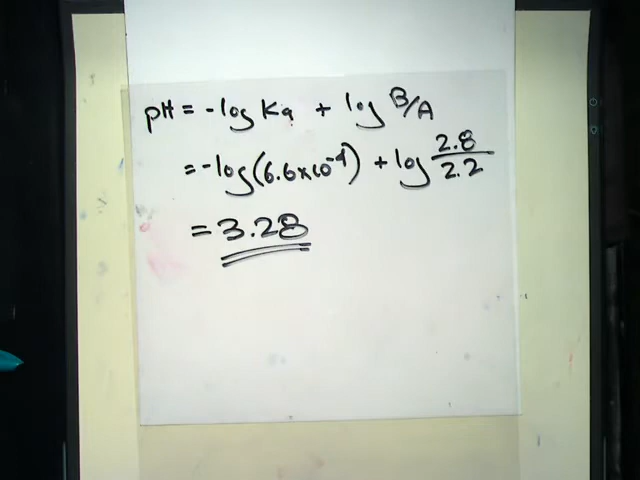 pH = -log Ka + log B/A
= -log(6.6x10⁻⁴) + log 2.8/2.2
= 3.28